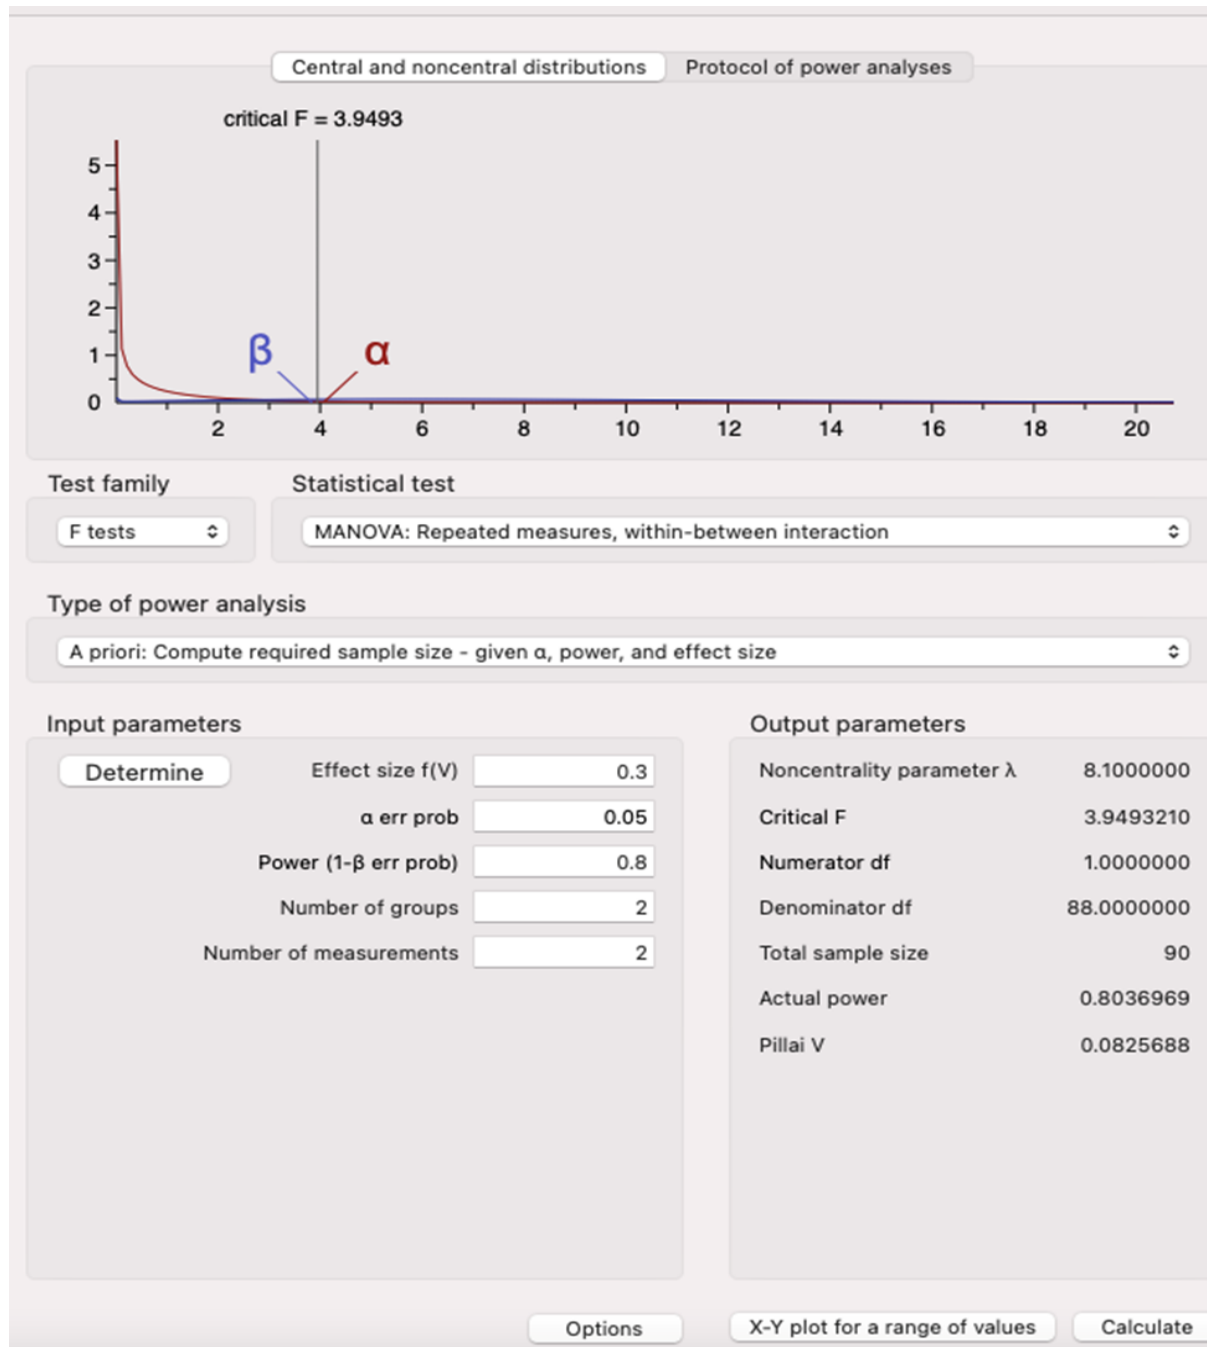 Central and noncentral distributions Protocol of power analyses
critical F = 3.9493
5
4
3
2
1
0
β α
2 4 6 8 10 12 14 16 18 20
Test family Statistical test
F tests MANOVA: Repeated measures, within-between interaction
Type of power analysis
A priori: Compute required sample size - given α, power, and effect size
Input parameters Output parameters
Determine Effect size f(V) 0.3 Noncentrality parameter λ 8.1000000
α err prob 0.05 Critical F 3.9493210
Power (1-β err prob) 0.8 Numerator df 1.0000000
Number of groups 2 Denominator df 88.0000000
Number of measurements 2 Total sample size 90
Actual power 0.8036969
Pillai V 0.0825688
Options X-Y plot for a range of values Calculate